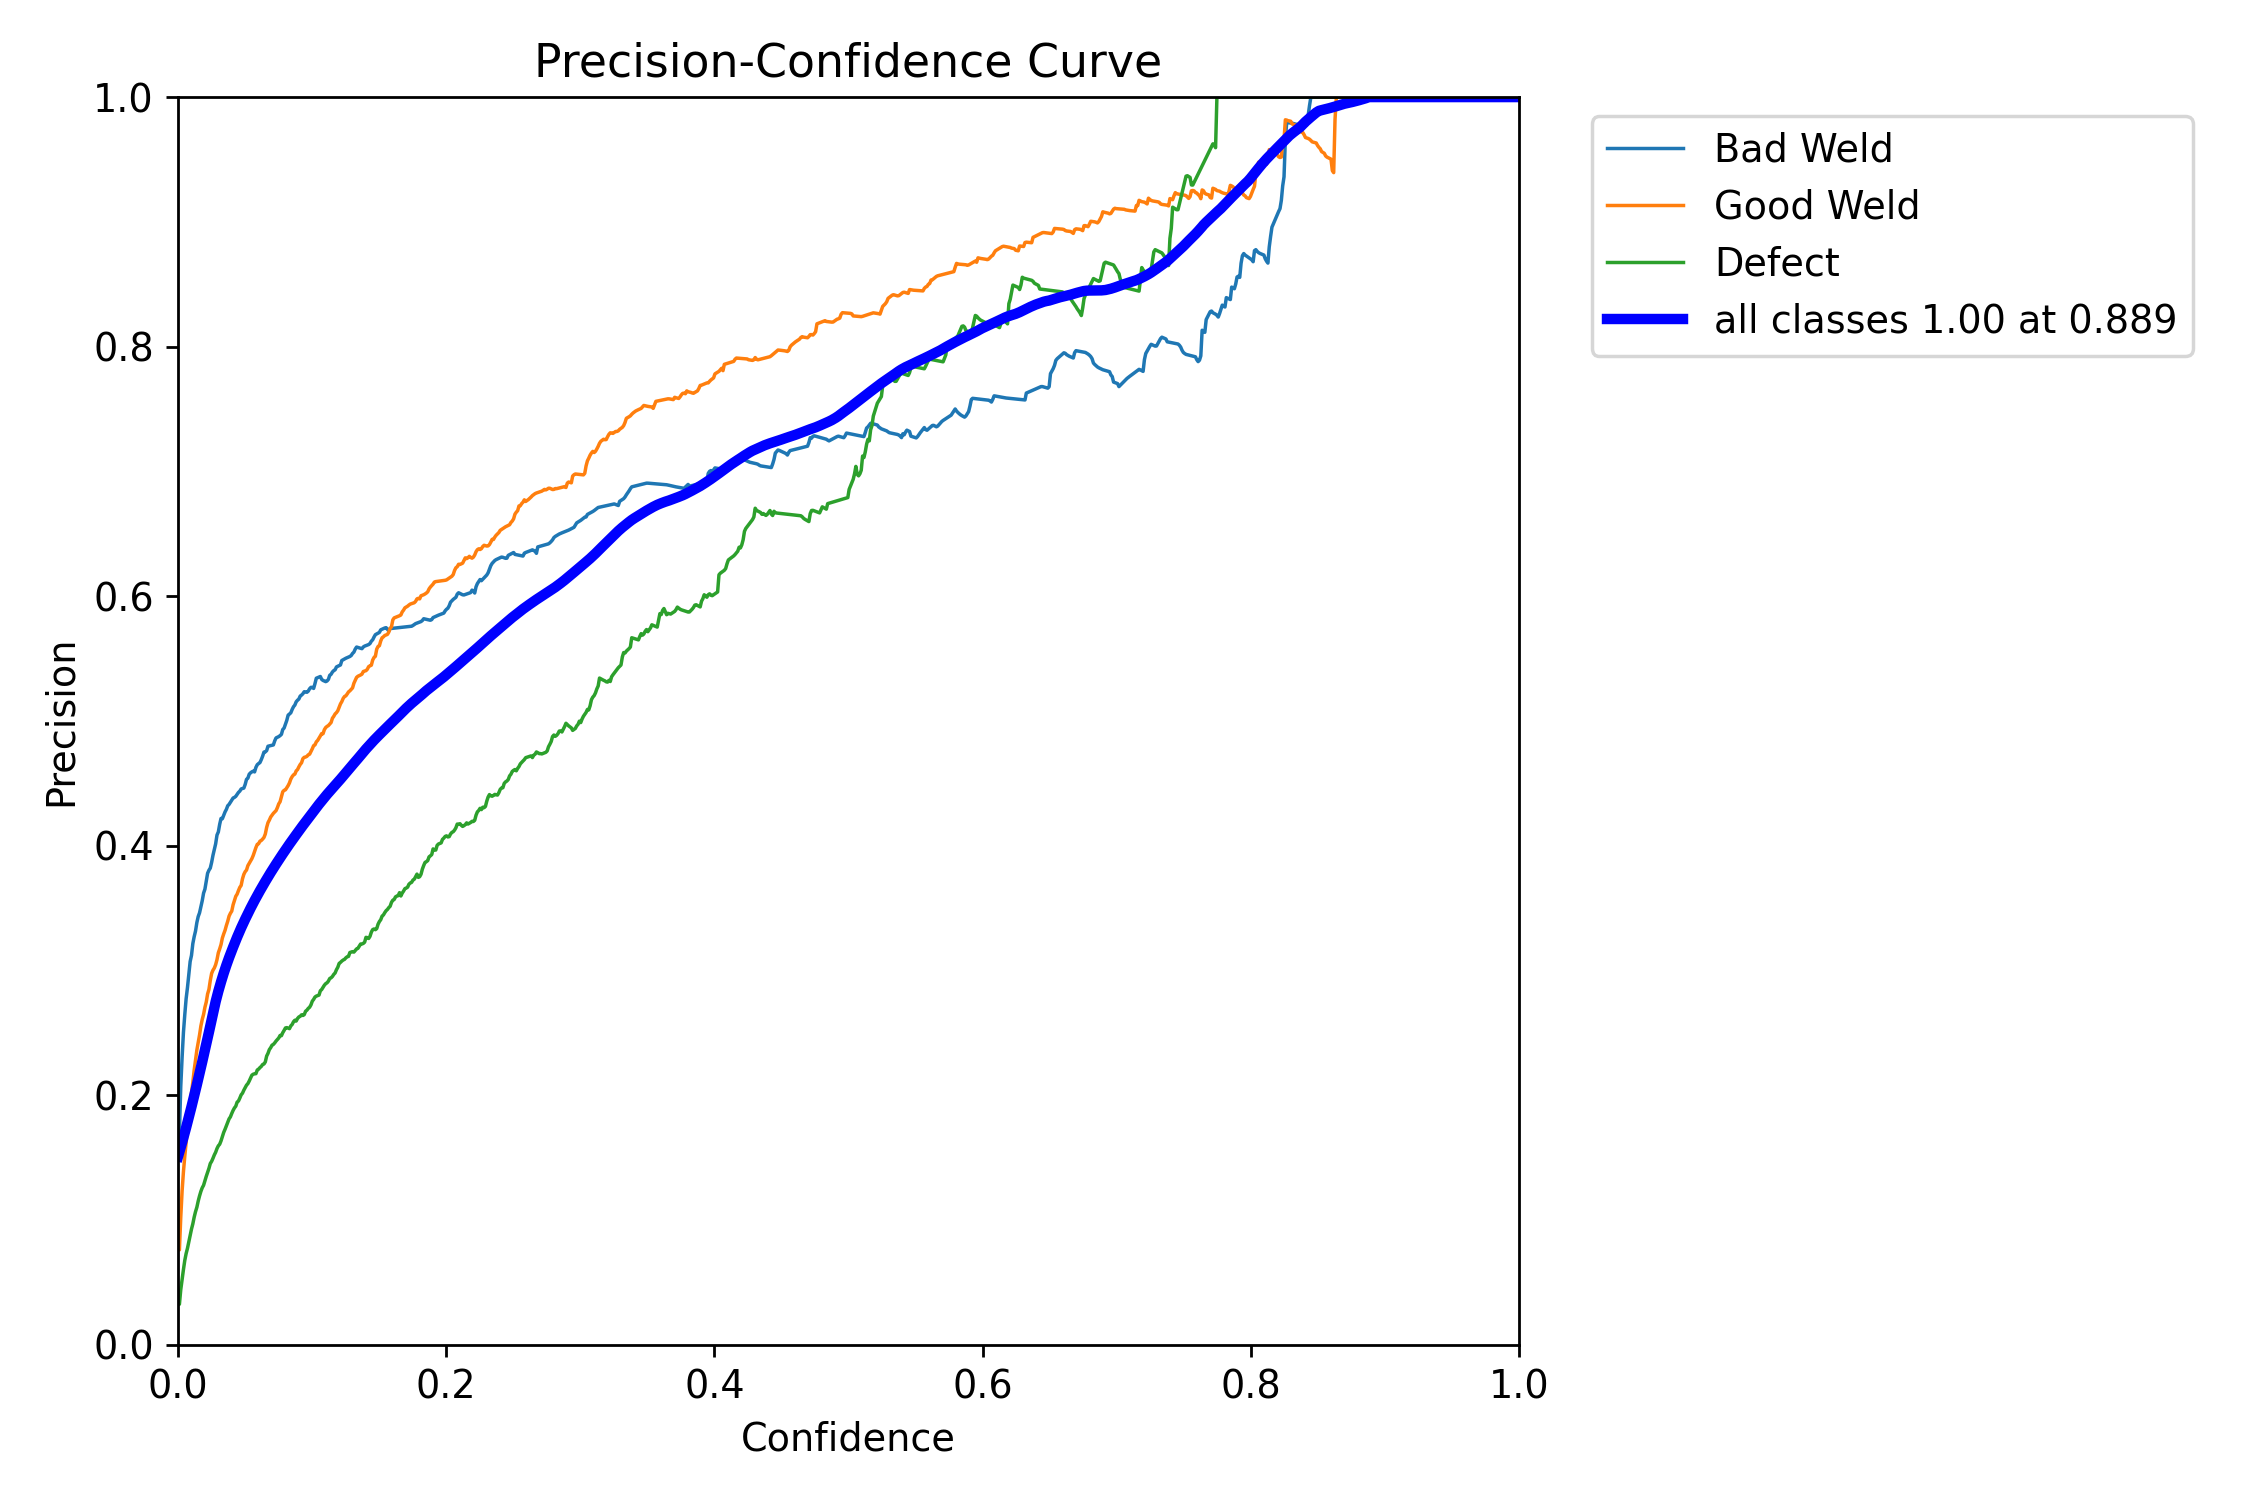 Precision-Confidence Curve
1.0
0.8
0.6
0.4
0.2
0.0
Precision
0.0 0.2 0.4 0.6 0.8 1.0
Confidence
Bad Weld
Good Weld
Defect
all classes 1.00 at 0.889